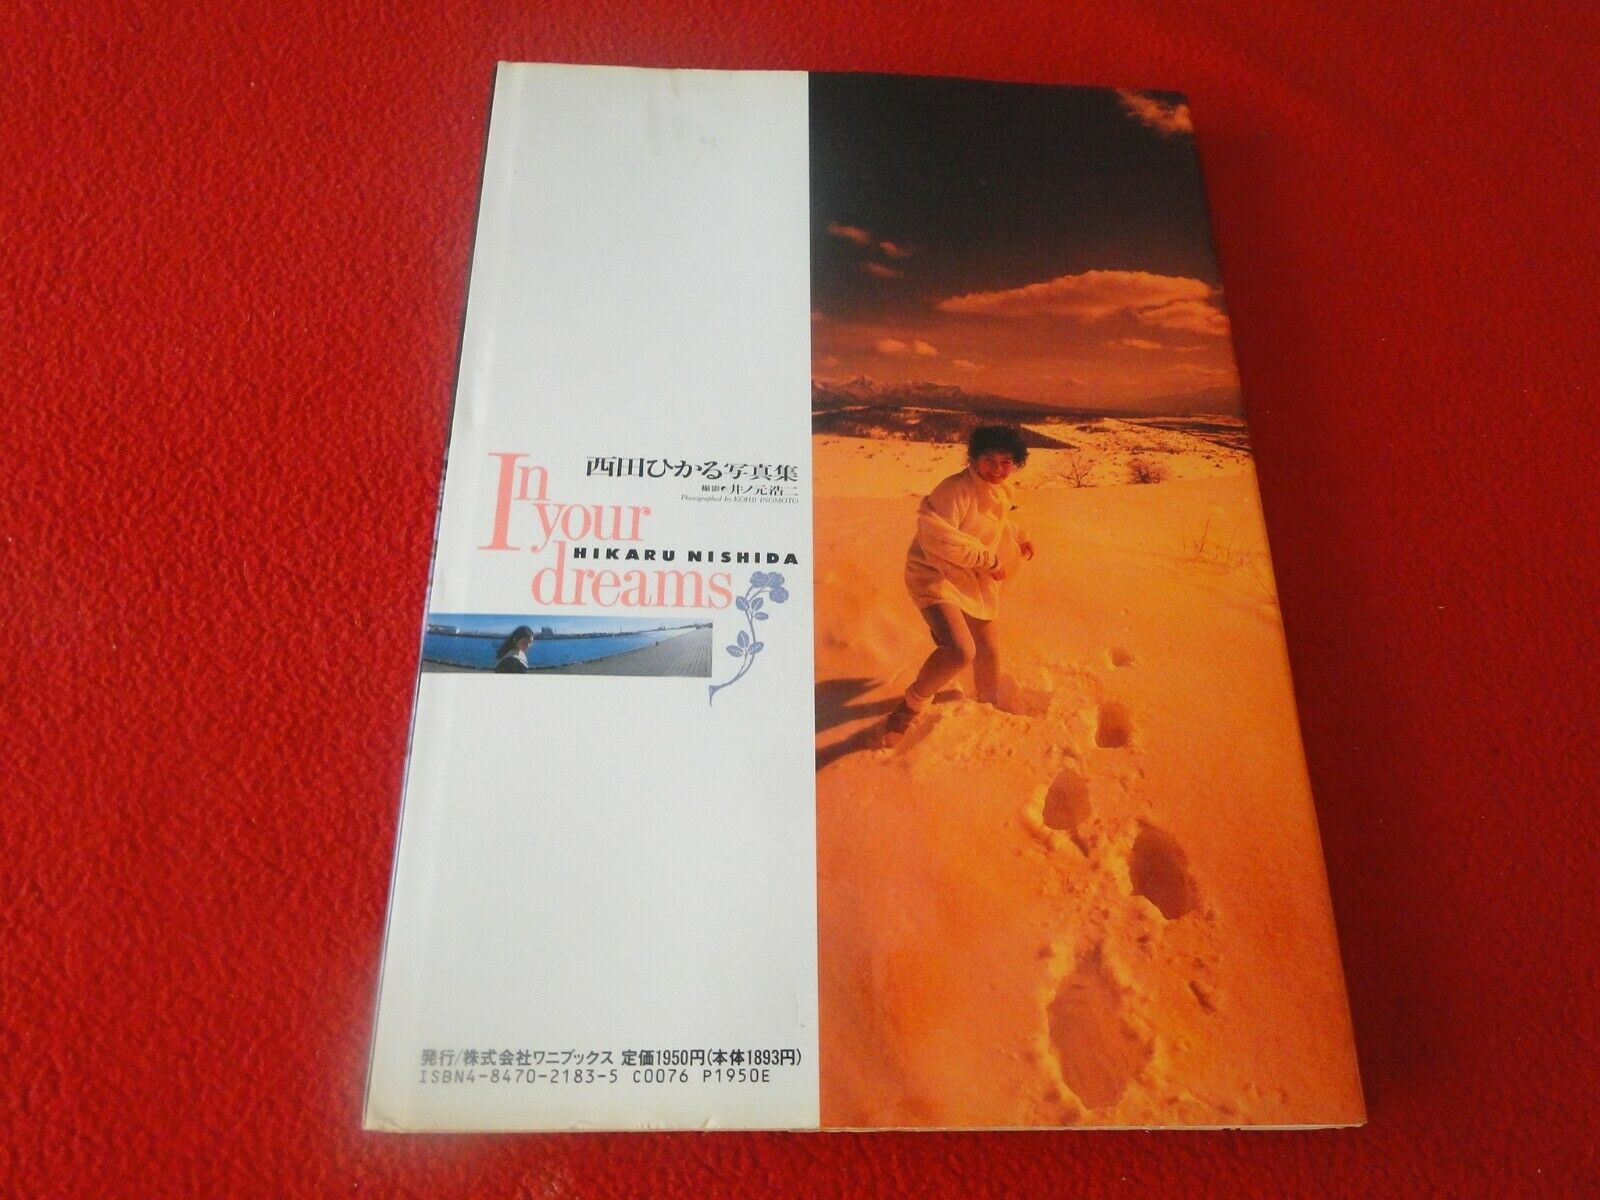 西田ひかる写真集
撮影・井ノ元浩二
Photographed by KOHJI INOMOTO
In
your
HIKARU NISHIDA
dreams
発行/株式会社ワニブックス 定価1950円(本体1893円)
ISBN4-8470-2183-5 C0076 P1950E